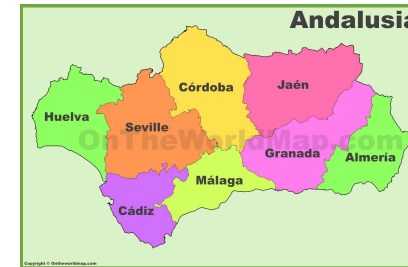 Andalusia
Córdoba
Jaén
Huelva
Seville
OnTheWorldMap.com
Granada
Almería
Málaga
Cádiz
Copyright © Ontheworldmap.com